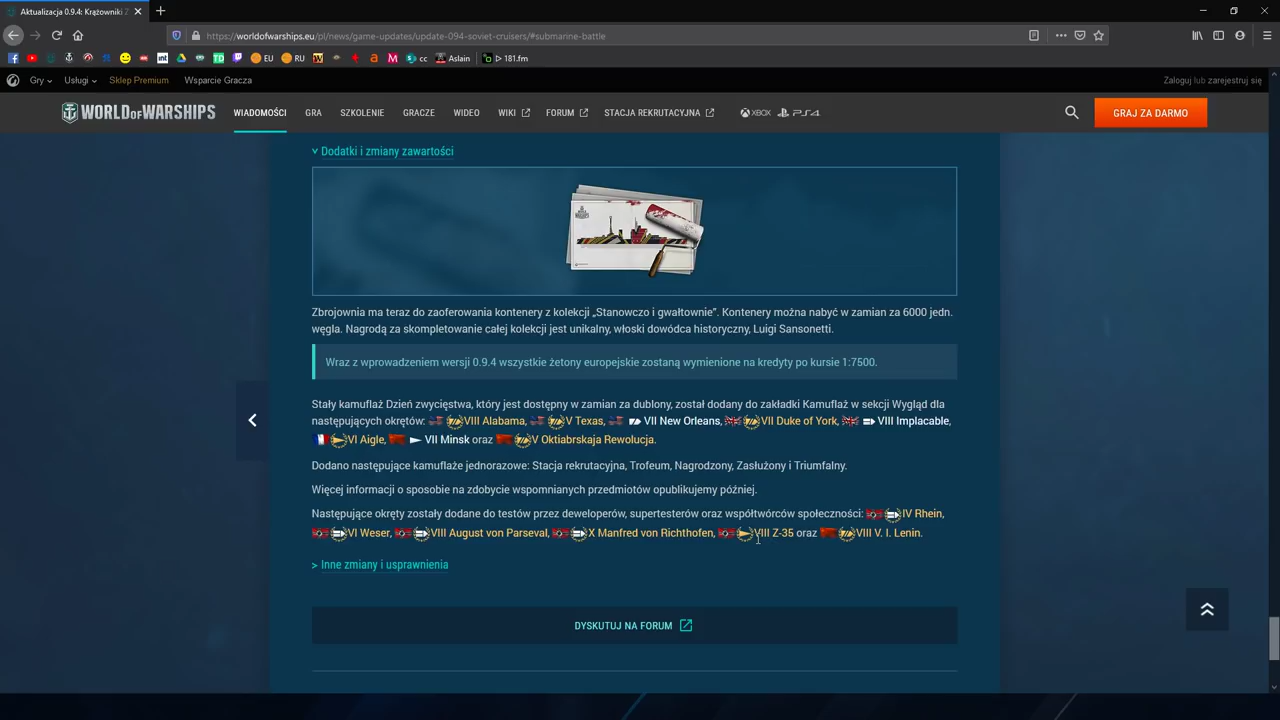 Aktualizacja 0.9.4: Krążowniki Z
https://worldofwarships.eu/pl/news/game-updates/update-094-soviet-cruisers/#submarine-battle
int TD EU RU W M cc Aslain 181.fm
Gry Usługi Sklep Premium Wsparcie Gracza Zaloguj lub zarejestruj się
WORLD OF WARSHIPS WIADOMOŚCI GRA SZKOLENIE GRACZE WIDEO WIKI FORUM STACJA REKRUTACYJNA XBOX PS4 GRAJ ZA DARMO
Dodatki i zmiany zawartości
Zbrojownia ma teraz do zaoferowania kontenery z kolekcji „Stanowczo i gwałtownie”. Kontenery można nabyć w zamian za 6000 jedn.
węgla. Nagrodą za skompletowanie całej kolekcji jest unikalny, włoski dowódca historyczny, Luigi Sansonetti.
Wraz z wprowadzeniem wersji 0.9.4 wszystkie żetony europejskie zostaną wymienione na kredyty po kursie 1:7500.
Stały kamuflaż Dzień zwycięstwa, który jest dostępny w zamian za dublony, został dodany do zakładki Kamuflaż w sekcji Wygląd dla
następujących okrętów: VIII Alabama, V Texas, VII New Orleans, VII Duke of York, VIII Implacable,
VI Aigle, VII Minsk oraz V Oktiabrskaja Rewolucja.
Dodano następujące kamuflaże jednorazowe: Stacja rekrutacyjna, Trofeum, Nagrodzony, Zasłużony i Triumfalny.
Więcej informacji o sposobie na zdobycie wspomnianych przedmiotów opublikujemy później.
Następujące okręty zostały dodane do testów przez deweloperów, supertesterów oraz współtwórców społeczności: IV Rhein,
VI Weser, VIII August von Parseval, X Manfred von Richthofen, VIII Z-35 oraz VIII V. I. Lenin.
> Inne zmiany i usprawnienia
DYSKUTUJ NA FORUM